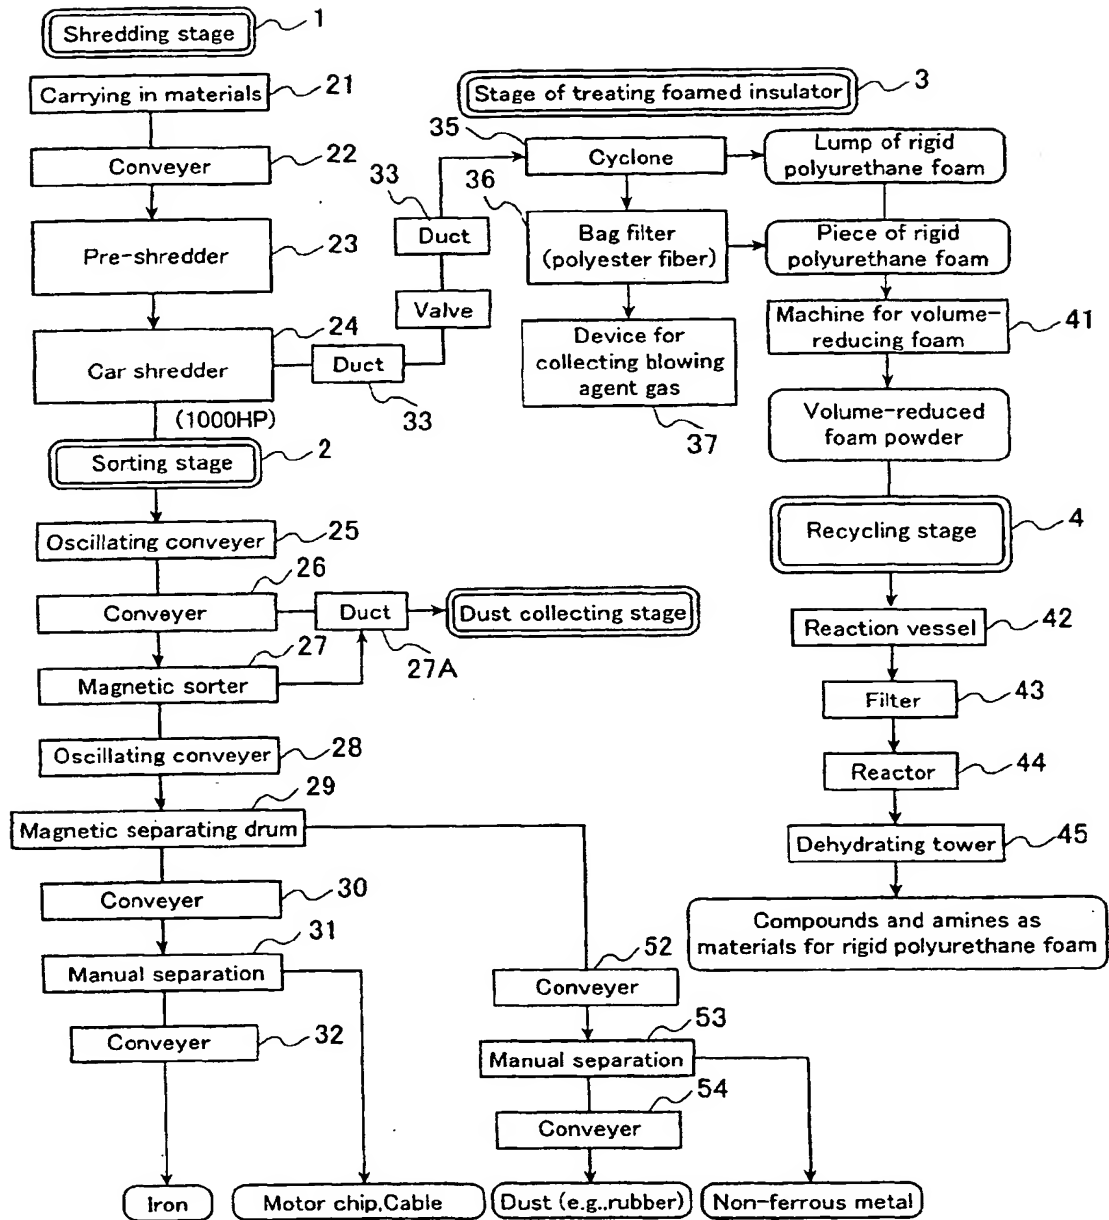 Shredding stage
1
Carrying in materials
21
Conveyer
22
Pre-shredder
23
Car shredder
24
(1000HP)
Duct
33
Valve
Duct
33
Stage of treating foamed insulator
3
Cyclone
35
Bag filter
(polyester fiber)
36
Device for
collecting blowing
agent gas
37
Lump of rigid
polyurethane foam
Piece of rigid
polyurethane foam
Machine for volume-
reducing foam
41
Volume-reduced
foam powder
Recycling stage
4
Reaction vessel
42
Filter
43
Reactor
44
Dehydrating tower
45
Compounds and amines as
materials for rigid polyurethane foam
Sorting stage
2
Oscillating conveyer
25
Conveyer
26
Duct
27A
Dust collecting stage
Magnetic sorter
27
Oscillating conveyer
28
Magnetic separating drum
29
Conveyer
30
Manual separation
31
Conveyer
32
Conveyer
52
Manual separation
53
Conveyer
54
Iron
Motor chip,Cable
Dust (e.g.,rubber)
Non-ferrous metal